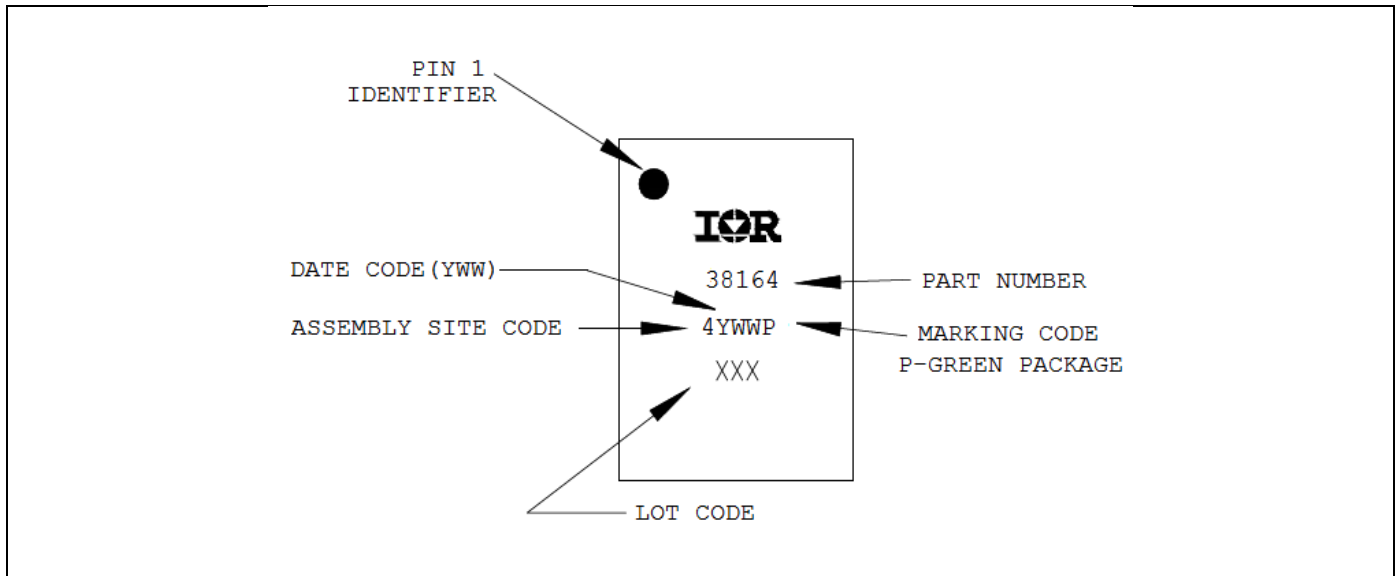 PIN 1
IDENTIFIER
IOR
DATE CODE(YWW)
38164
PART NUMBER
ASSEMBLY SITE CODE
4YWWP
MARKING CODE
P-GREEN PACKAGE
XXX
LOT CODE